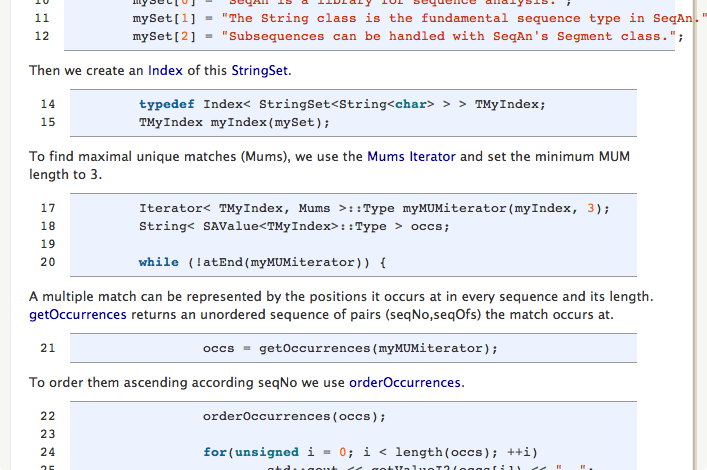 10 mySet[0] = "SeqAn is a library for sequence analysis.";
11 mySet[1] = "The String class is the fundamental sequence type in SeqAn."
12 mySet[2] = "Subsequences can be handled with SeqAn's Segment class.";
Then we create an Index of this StringSet.
14 typedef Index< StringSet<String<char> > > TMyIndex;
15 TMyIndex myIndex(mySet);
To find maximal unique matches (Mums), we use the Mums Iterator and set the minimum MUM
length to 3.
17 Iterator< TMyIndex, Mums >::Type myMUMiterator(myIndex, 3);
18 String< SAValue<TMyIndex>::Type > occs;
19
20 while (!atEnd(myMUMiterator)) {
A multiple match can be represented by the positions it occurs at in every sequence and its length.
getOccurrences returns an unordered sequence of pairs (seqNo,seqOfs) the match occurs at.
21 occs = getOccurrences(myMUMiterator);
To order them ascending according seqNo we use orderOccurrences.
22 orderOccurrences(occs);
23
24 for(unsigned i = 0; i < length(occs); ++i)
25 std::cout << getValueI2(occs[i]) << ", ";